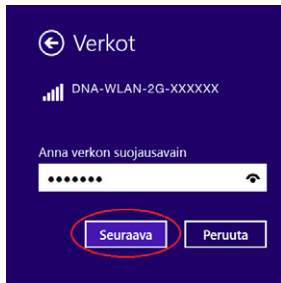 Verkot
DNA-WLAN-2G-XXXXXX
Anna verkon suojausavain
•••••••
Seuraava
Peruuta